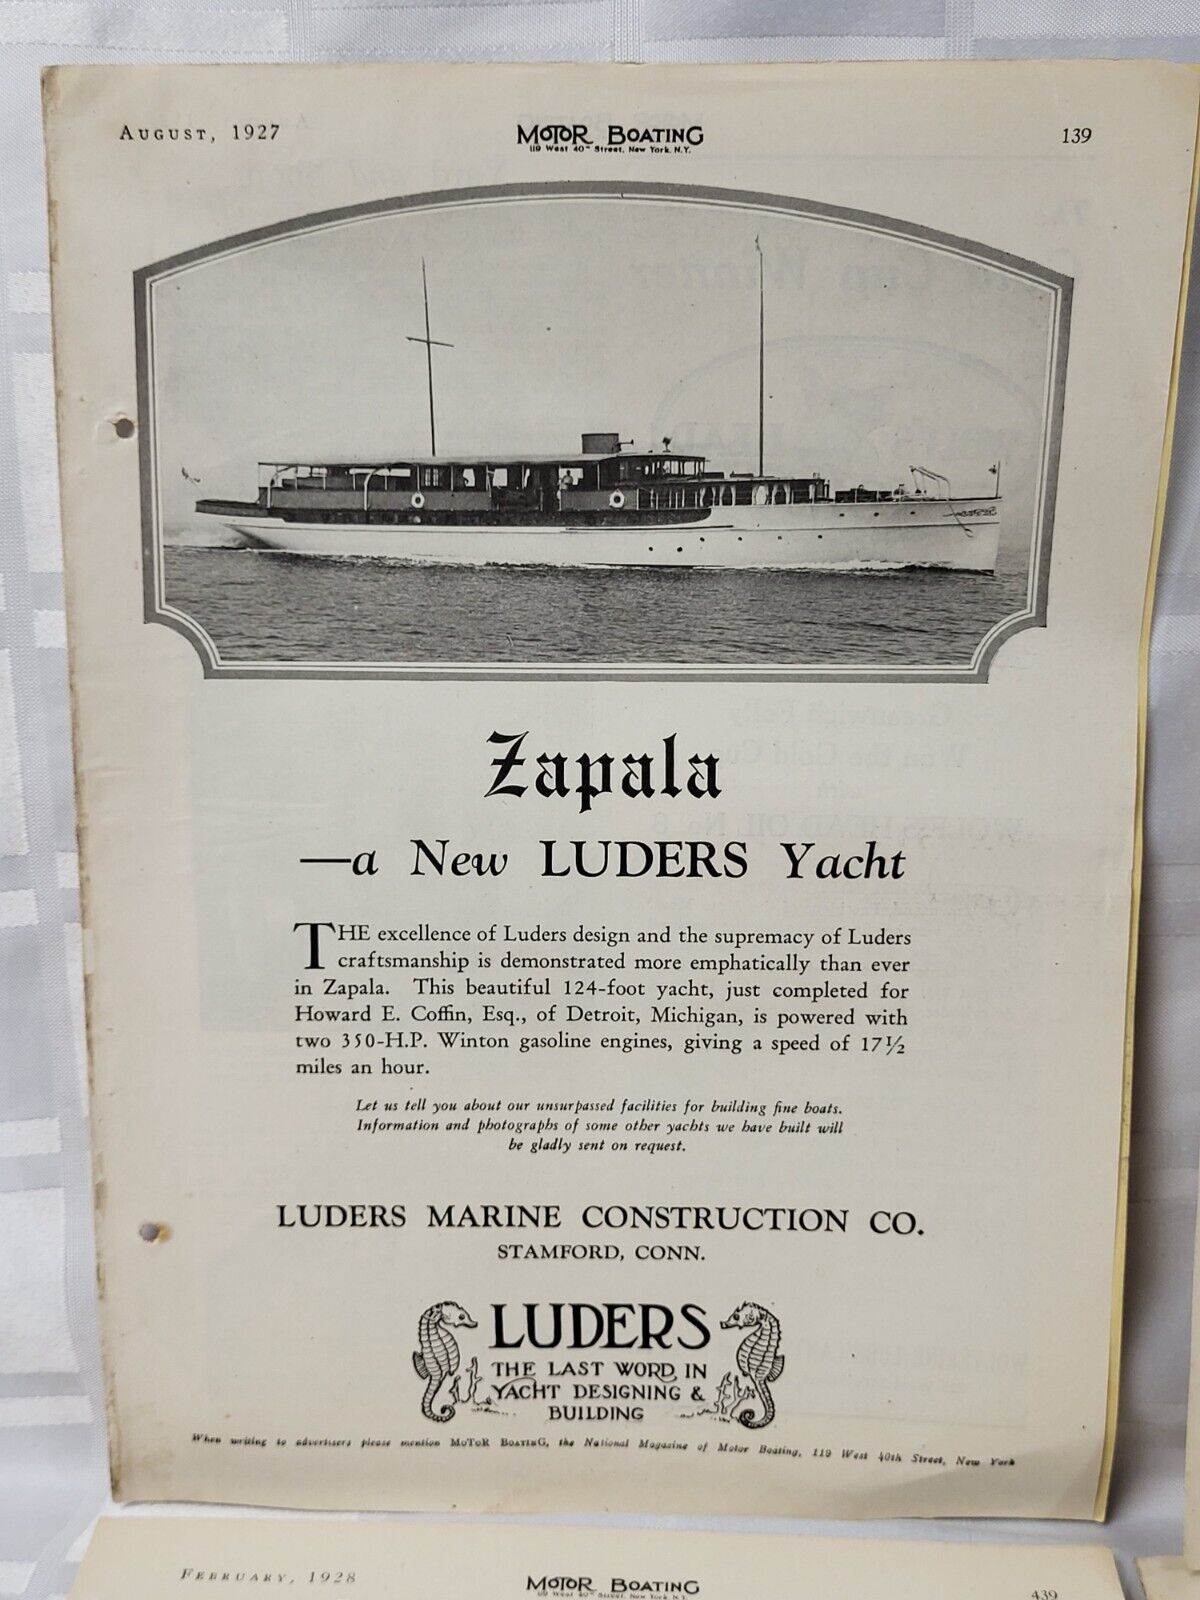 AUGUST, 1927
MOTOR BOATING
119 West 40th Street, New York, N.Y.
139
Zapala
—a New LUDERS Yacht
THE excellence of Luders design and the supremacy of Luders
craftsmanship is demonstrated more emphatically than ever
in Zapala. This beautiful 124-foot yacht, just completed for
Howard E. Coffin, Esq., of Detroit, Michigan, is powered with
two 350-H.P. Winton gasoline engines, giving a speed of 17½
miles an hour.
Let us tell you about our unsurpassed facilities for building fine boats.
Information and photographs of some other yachts we have built will
be gladly sent on request.
LUDERS MARINE CONSTRUCTION CO.
STAMFORD, CONN.
LUDERS
THE LAST WORD IN
YACHT DESIGNING &
BUILDING
When writing to advertisers please mention MOTOR BOATING, the National Magazine of Motor Boating, 119 West 40th Street, New York
FEBRUARY, 1928
MOTOR BOATING
119 West 40th Street, New York, N.Y.
439